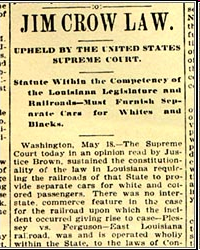 JIM CROW LAW.
UPHELD BY THE UNITED STATES
SUPREME COURT.
Statute Within the Competency of
the Louisiana Legislature and
Railroads—Must Furnish Sep-
arate Cars for Whites and
Blacks.
Washington, May 18.—The Supreme
Court today in an opinion read by Jus-
tice Brown, sustained the constitution-
ality of the law in Louisiana requir-
ing the railroads of that State to pro-
vide separate cars for white and col-
ored passengers. There was no inter-
state, commerce feature in the case
for the railroad upon which the inci-
dent occurred giving rise to case—Ples-
sey vs. Ferguson—East Louisiana
railroad, was and is operated wholly
within the State, to the laws of Con-